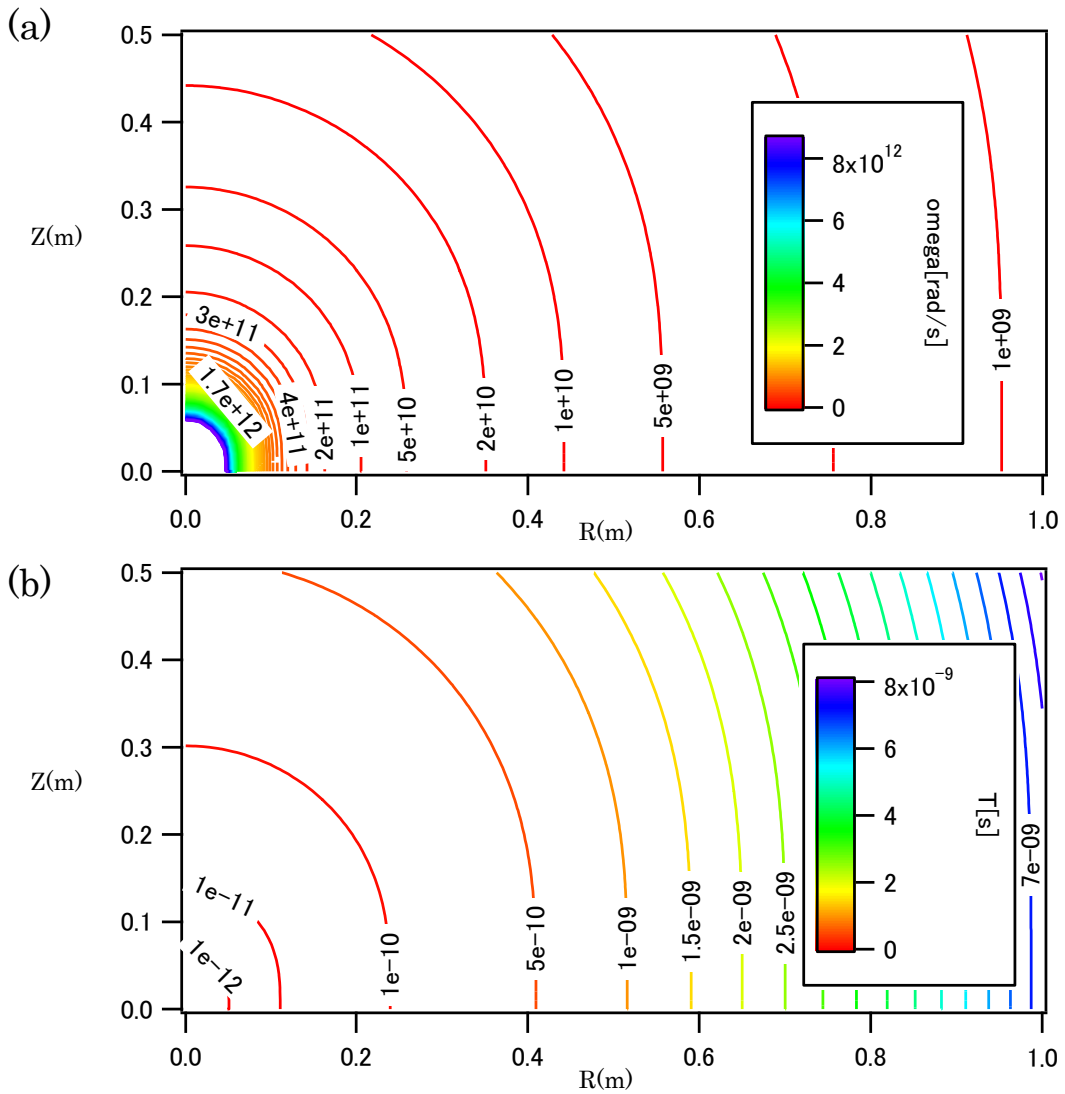 (a)
0.5
0.4
0.3
0.2
0.1
0.0
Z(m)
3e+11
1.7e+12
4e+11
2e+11
1e+11
5e+10
2e+10
1e+10
5e+09
1e+09
8x10¹²
6
4
2
0
omega[rad/s]
0.0
0.2
0.4
0.6
0.8
1.0
R(m)
(b)
0.5
0.4
0.3
0.2
0.1
0.0
Z(m)
1e-11
1e-12
1e-10
5e-10
1e-09
1.5e-09
2e-09
2.5e-09
7e-09
8x10⁻⁹
6
4
2
0
T[s]
0.0
0.2
0.4
0.6
0.8
1.0
R(m)